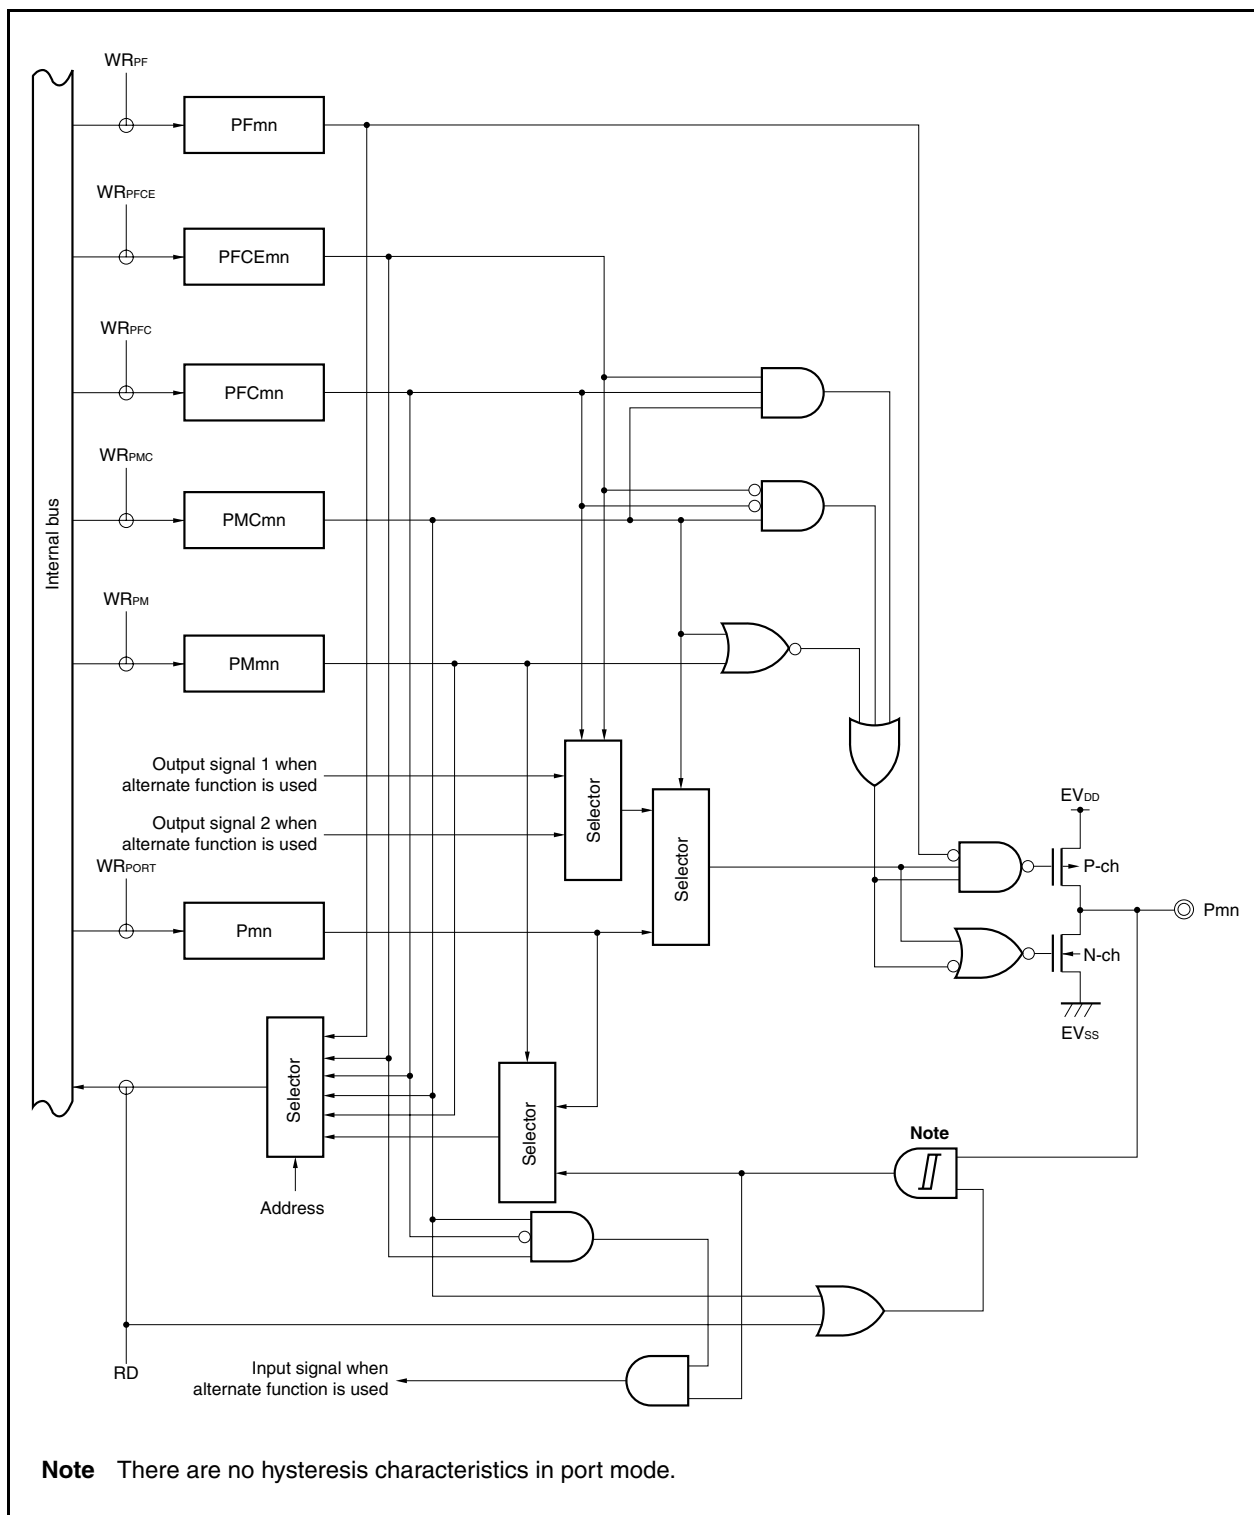 WRPF
PFmn
WRPFCE
PFCEmn
WRPFC
PFCmn
WRPMC
PMCmn
Internal bus
WRPM
PMmn
Output signal 1 when
alternate function is used
Output signal 2 when
alternate function is used
Selector
Selector
WRPORT
Pmn
EVDD
P-ch
Pmn
N-ch
EVSS
Selector
Address
Selector
Note
RD
Input signal when
alternate function is used
Note There are no hysteresis characteristics in port mode.